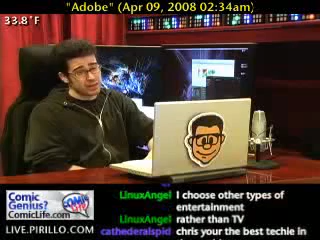 "Adobe" (Apr 09, 2008 02:34am)
33.8°F
Comic
Genius?
ComicLife.com
LIVE.PIRILLO.COM
LinuxAngel I choose other types of
entertainment
LinuxAngel rather than TV
cathedralspid chris your the best techie in